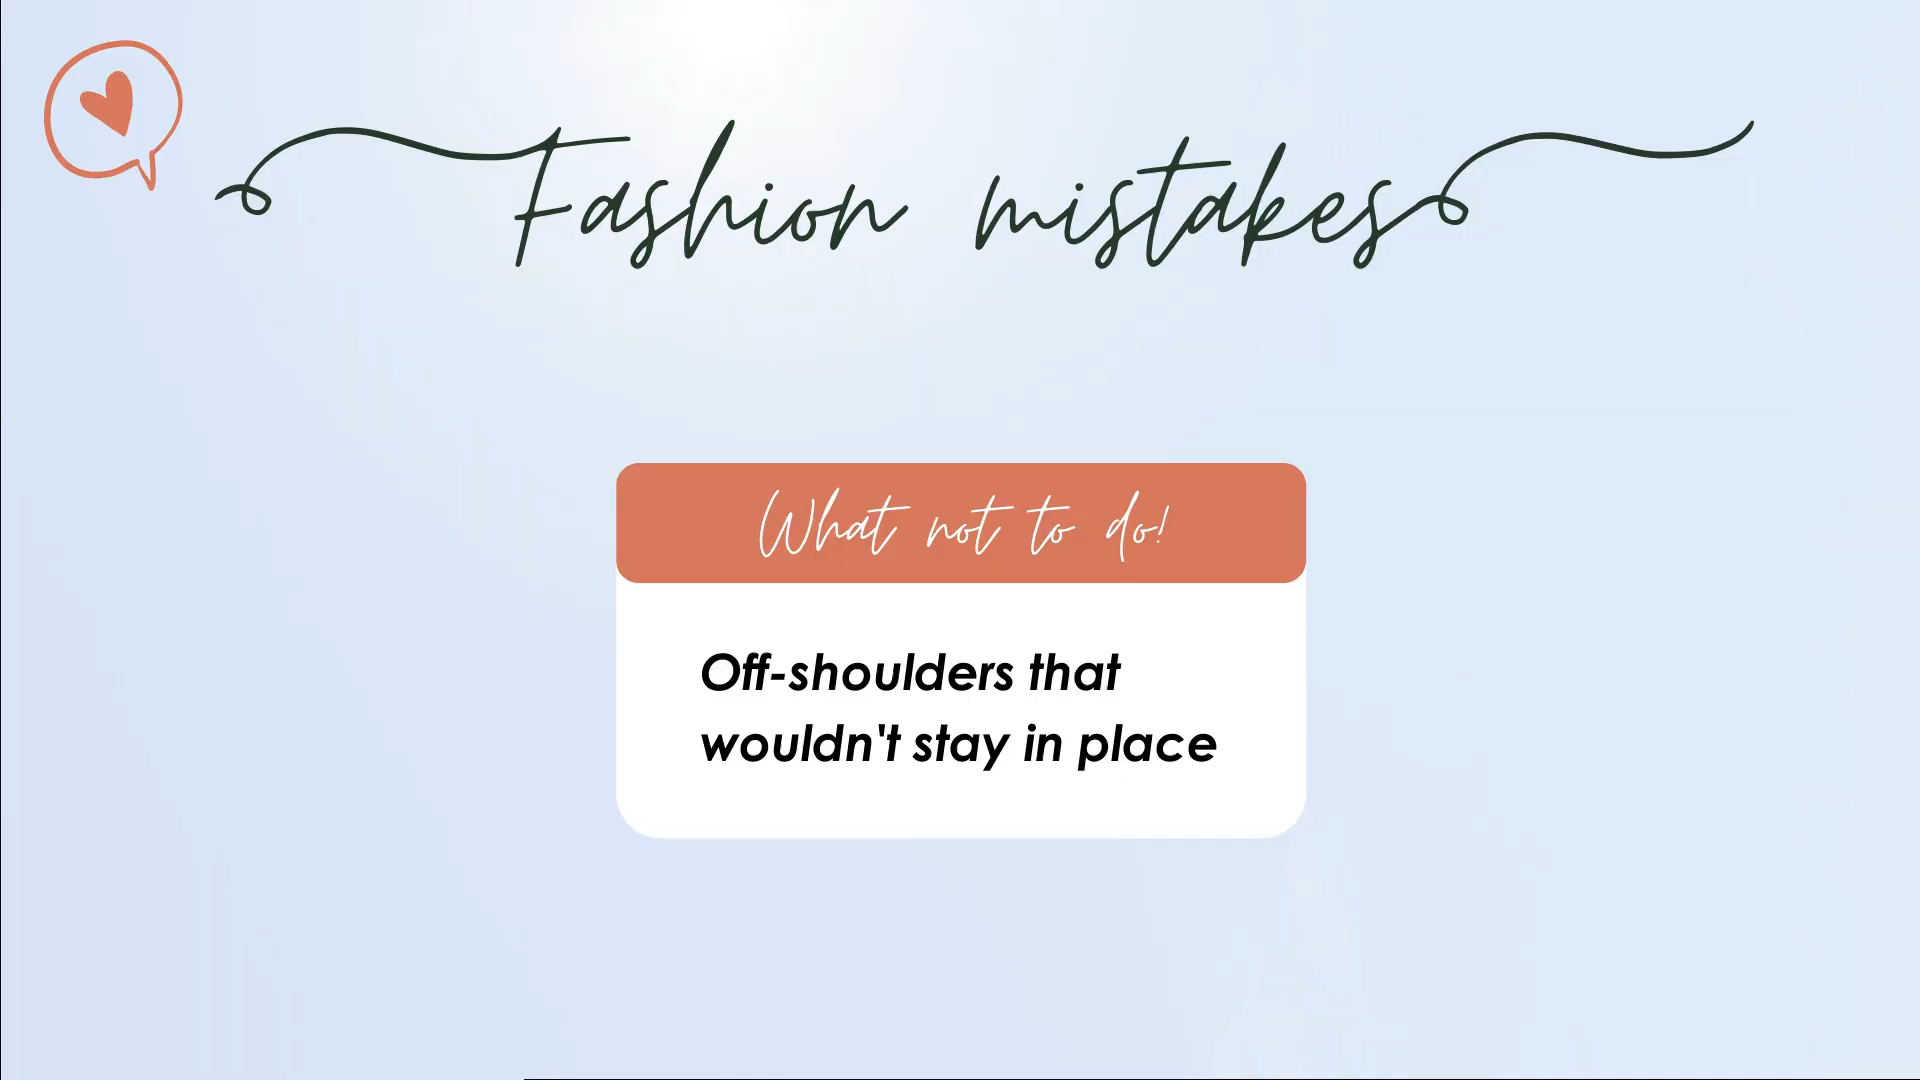 Fashion mistakes
What not to do!
Off-shoulders that
wouldn't stay in place